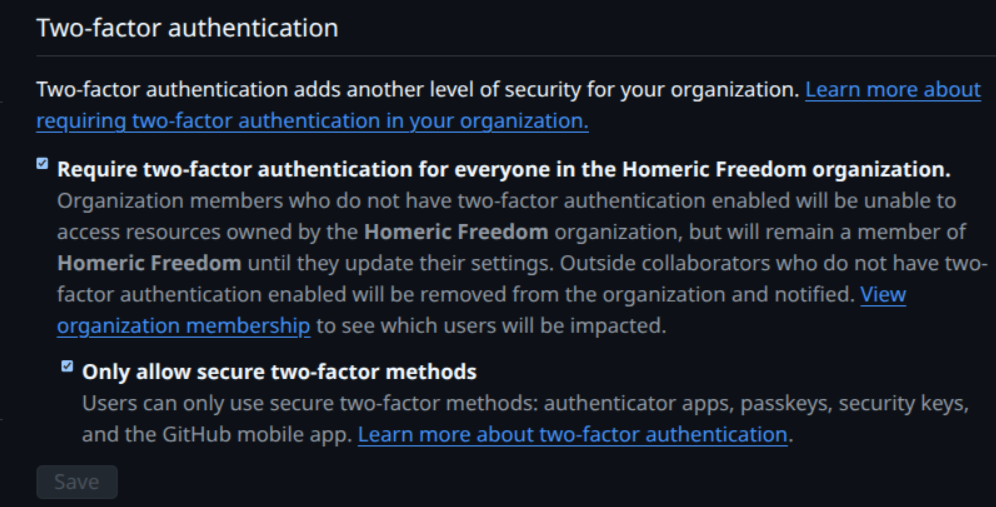 Two-factor authentication
Two-factor authentication adds another level of security for your organization. Learn more about
requiring two-factor authentication in your organization.
Require two-factor authentication for everyone in the Homeric Freedom organization.
Organization members who do not have two-factor authentication enabled will be unable to
access resources owned by the Homeric Freedom organization, but will remain a member of
Homeric Freedom until they update their settings. Outside collaborators who do not have two-
factor authentication enabled will be removed from the organization and notified. View
organization membership to see which users will be impacted.
Only allow secure two-factor methods
Users can only use secure two-factor methods: authenticator apps, passkeys, security keys,
and the GitHub mobile app. Learn more about two-factor authentication.
Save